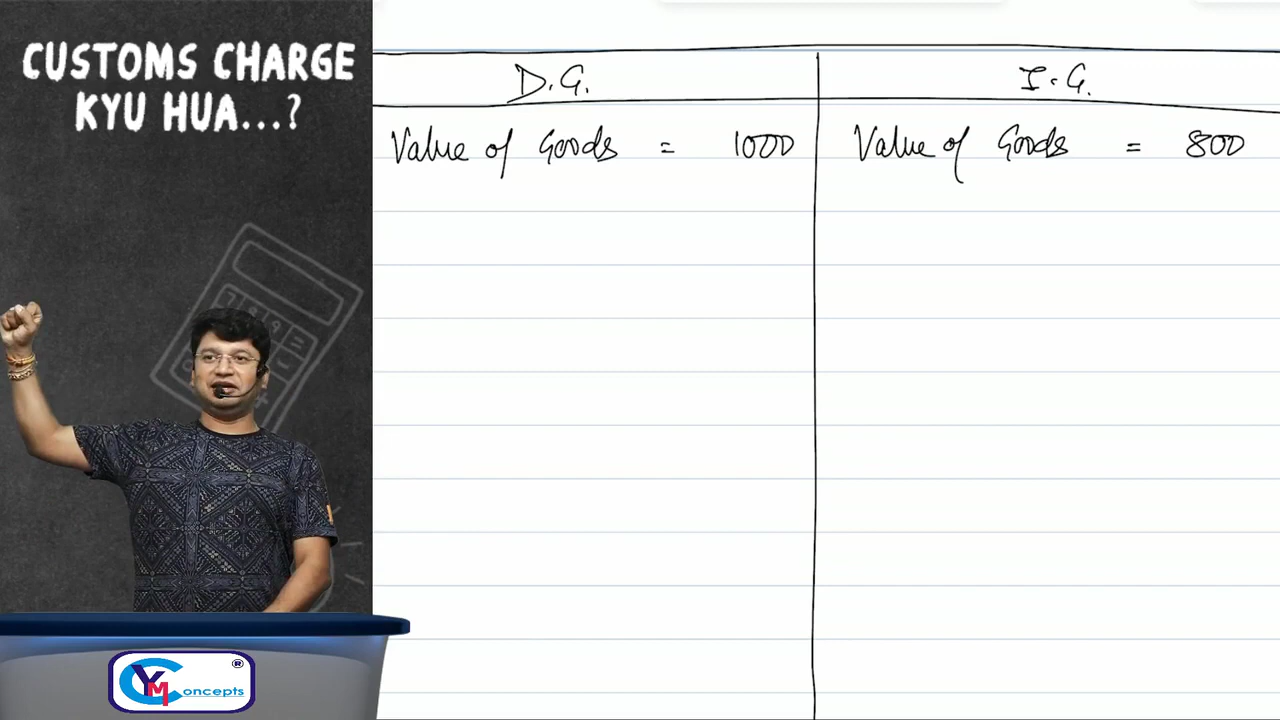 CUSTOMS CHARGE
KYU HUA...?
D.G.
I.G.
Value of Goods = 1000
Value of Goods = 800
YM Concepts ®